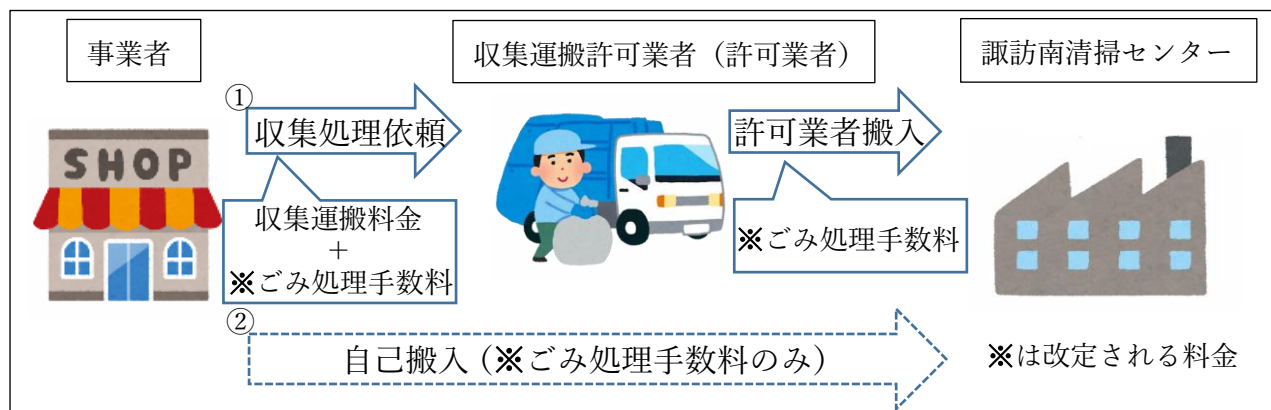 事業者
収集運搬許可業者（許可業者）
諏訪南清掃センター
①
収集処理依頼
許可業者搬入
SHOP
収集運搬料金
＋
※ごみ処理手数料
※ごみ処理手数料
②
自己搬入（※ごみ処理手数料のみ）
※は改定される料金